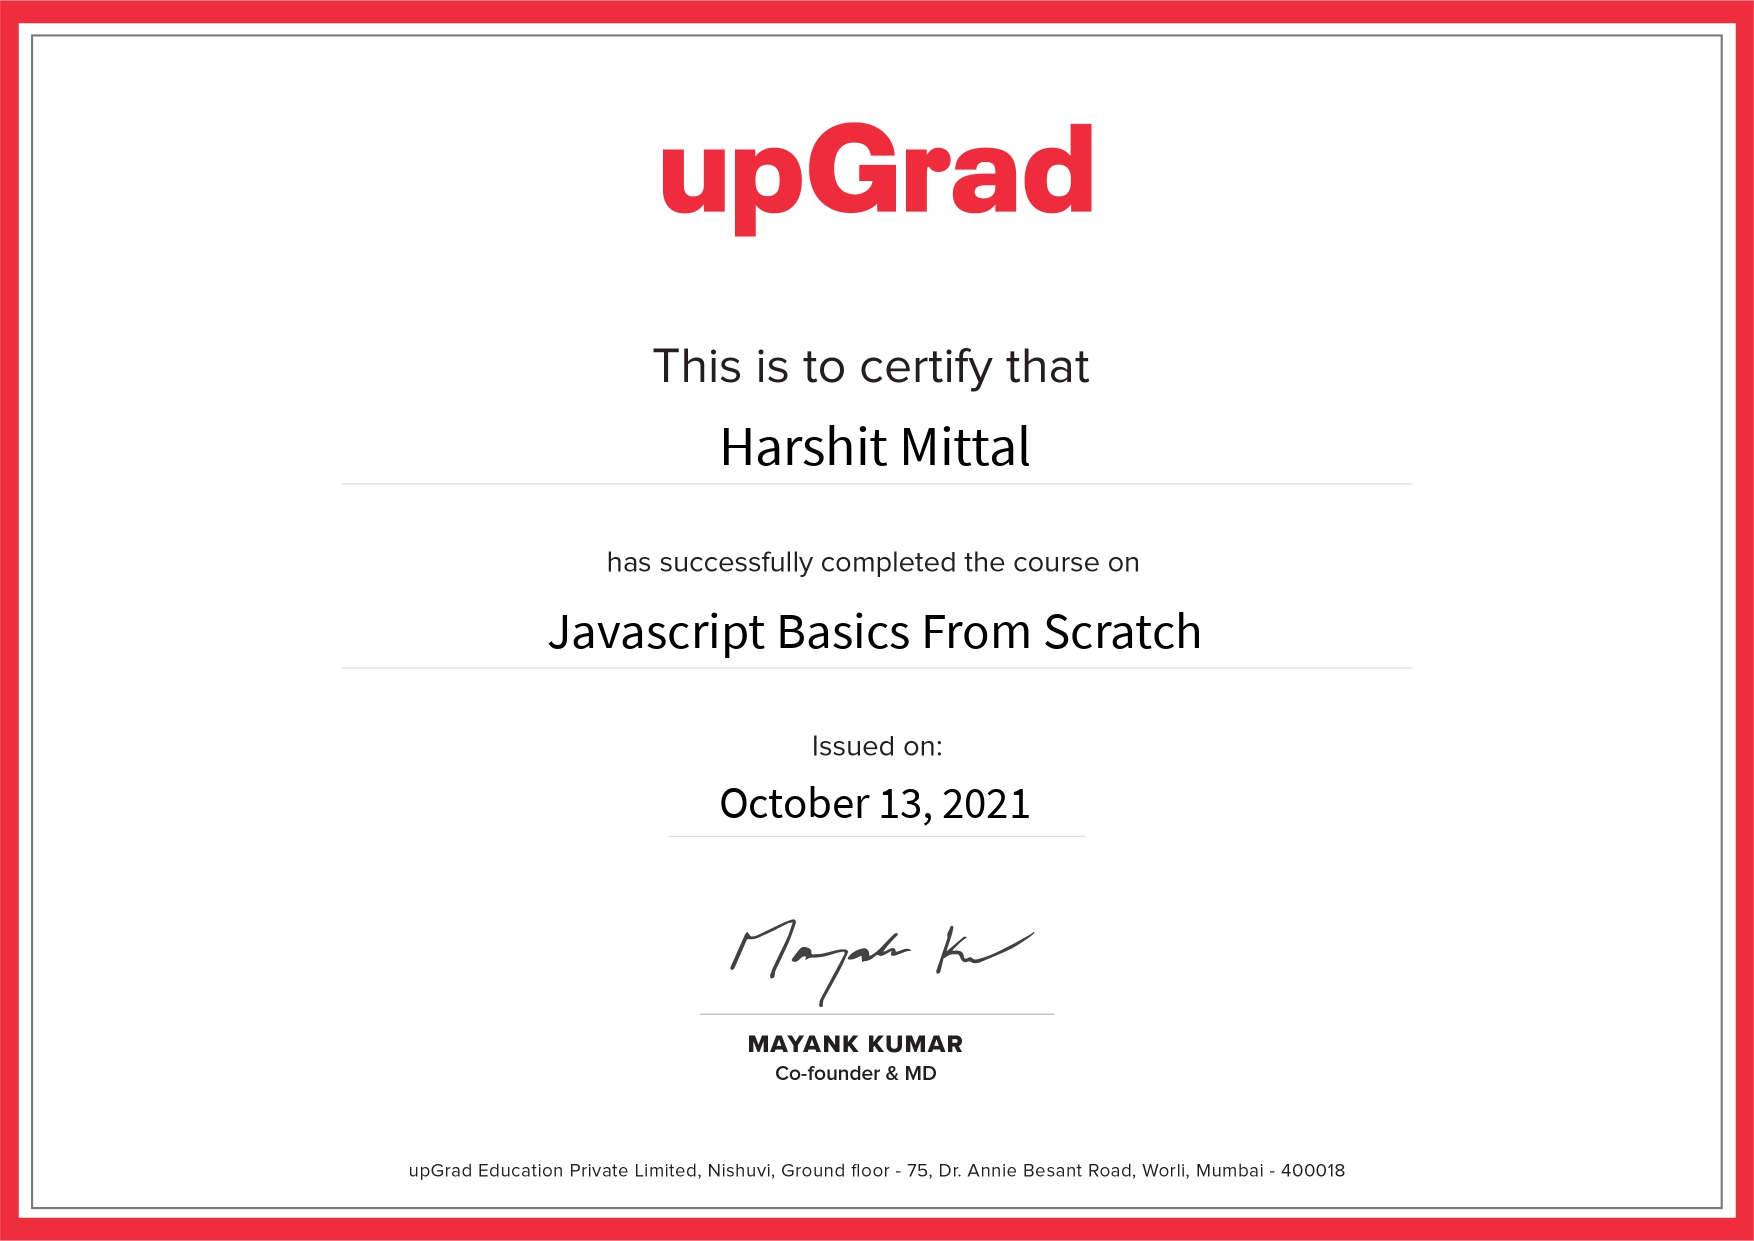 upGrad
This is to certify that
Harshit Mittal
has successfully completed the course on
Javascript Basics From Scratch
Issued on:
October 13, 2021
Mayank Ku
MAYANK KUMAR
Co-founder & MD
upGrad Education Private Limited, Nishuvi, Ground floor - 75, Dr. Annie Besant Road, Worli, Mumbai - 400018